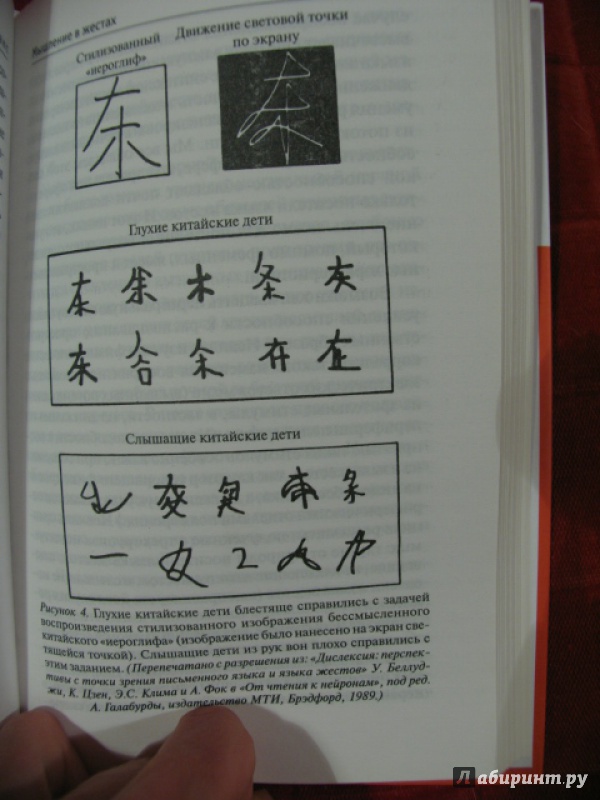 Мышление в жестах
Стилизованный
«иероглиф»
Движение световой точки
по экрану
Глухие китайские дети
Слышащие китайские дети
Рисунок 4. Глухие китайские дети блестяще справились с задачей
воспроизведения стилизованного изображения бессмысленного
китайского «иероглифа» (изображение было нанесено на экран све-
тящейся точкой). Слышащие дети из рук вон плохо справились с
этим заданием. (Перепечатано с разрешения из: «Дислексия: перспек-
тивы с точки зрения письменного языка и языка жестов» У. Беллуд-
жи, К. Цзен, Э.С. Клима и А. Фок в «От чтения к нейронам», под ред.
А. Галабурды, издательство МТИ, Брэдфорд, 1989.)
лабиринт.ру